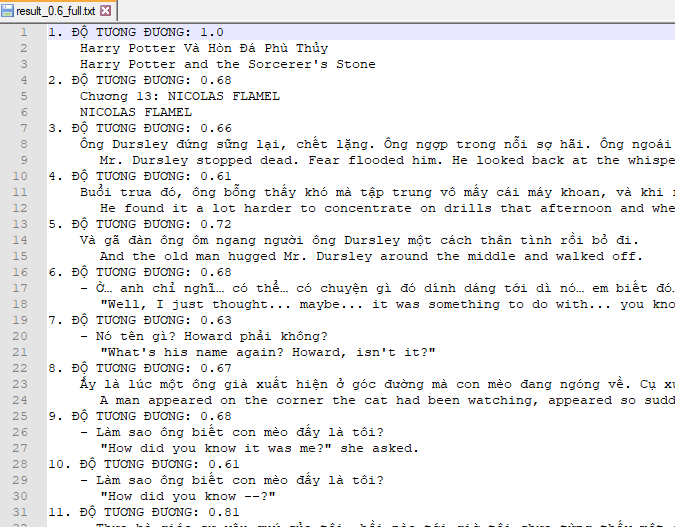 result_0.6_full.txt
1 1. ĐỘ TƯƠNG ĐƯƠNG: 1.0
2 Harry Potter Và Hòn Đá Phù Thủy
3 Harry Potter and the Sorcerer's Stone
4 2. ĐỘ TƯƠNG ĐƯƠNG: 0.68
5 Chương 13: NICOLAS FLAMEL
6 NICOLAS FLAMEL
7 3. ĐỘ TƯƠNG ĐƯƠNG: 0.66
8 Ông Dursley đứng sững lại, chết lặng. Ông ngợp trong nỗi sợ hãi. Ông ngoái
9 Mr. Dursley stopped dead. Fear flooded him. He looked back at the whispe
10 4. ĐỘ TƯƠNG ĐƯƠNG: 0.61
11 Buổi trưa đó, ông bỗng thấy khó mà tập trung vô mấy cái máy khoan, và khi
12 He found it a lot harder to concentrate on drills that afternoon and whe
13 5. ĐỘ TƯƠNG ĐƯƠNG: 0.72
14 Và gã đàn ông ôm ngang người ông Dursley một cách thân tình rồi bỏ đi.
15 And the old man hugged Mr. Dursley around the middle and walked off.
16 6. ĐỘ TƯƠNG ĐƯƠNG: 0.68
17 - Ờ… anh chỉ nghĩ… có thể… có chuyện gì đó dính dáng tới dì nó… em biết đó…
18 "Well, I just thought... maybe... it was something to do with... you kno
19 7. ĐỘ TƯƠNG ĐƯƠNG: 0.63
20 - Nó tên gì? Howard phải không?
21 "What's his name again? Howard, isn't it?"
22 8. ĐỘ TƯƠNG ĐƯƠNG: 0.67
23 Ấy là lúc một ông già xuất hiện ở góc đường mà con mèo đang ngóng về. Cụ xu
24 A man appeared on the corner the cat had been watching, appeared so sudd
25 9. ĐỘ TƯƠNG ĐƯƠNG: 0.68
26 - Làm sao ông biết con mèo đấy là tôi?
27 "How did you know it was me?" she asked.
28 10. ĐỘ TƯƠNG ĐƯƠNG: 0.61
29 - Làm sao ông biết con mèo đấy là tôi?
30 "How did you know --?"
31 11. ĐỘ TƯƠNG ĐƯƠNG: 0.81